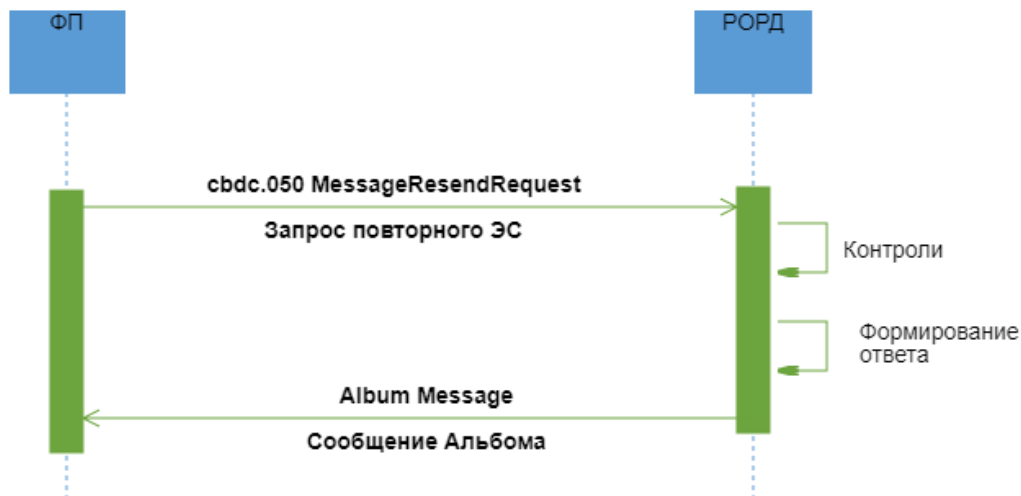 ФП
РОРД
cbdc.050 MessageResendRequest
Запрос повторного ЭС
Контроли
Формирование
ответа
Album Message
Сообщение Альбома